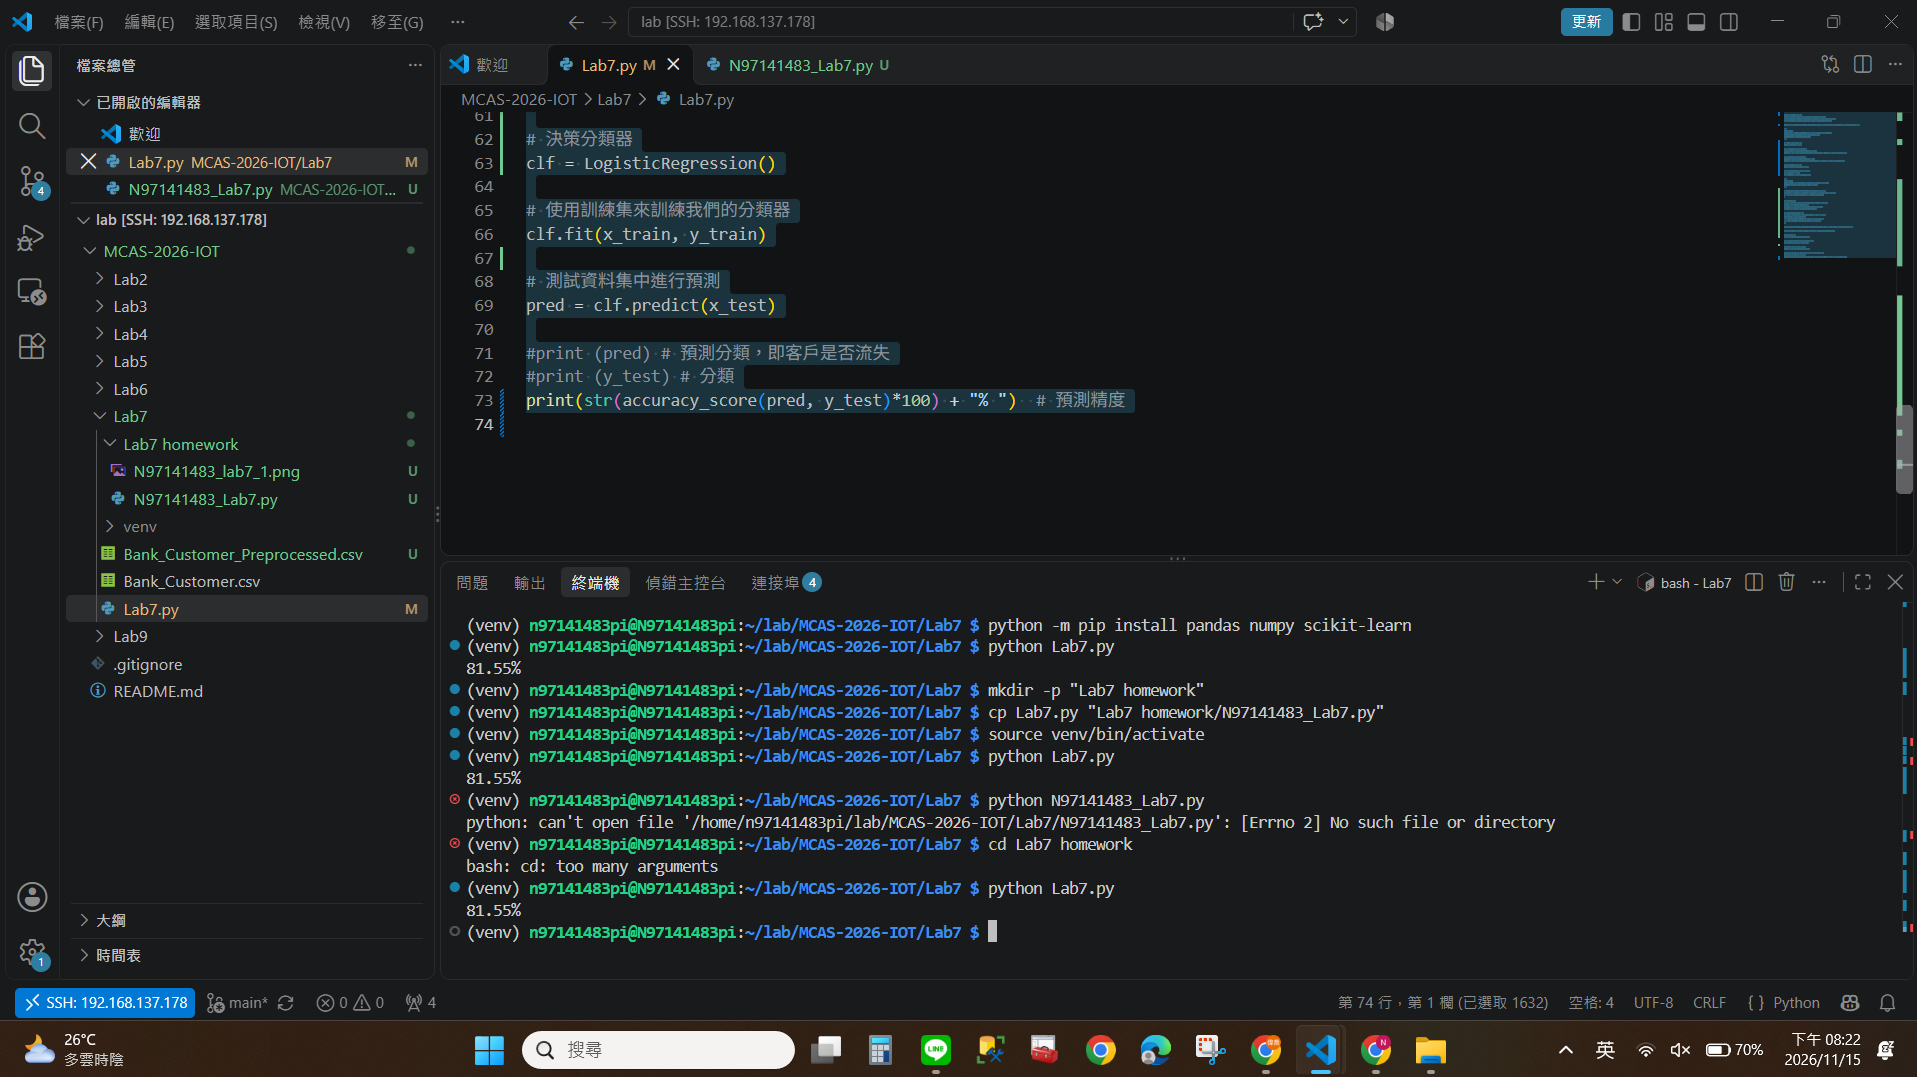 檔案(F) 編輯(E) 選取項目(S) 檢視(V) 移至(G) ···
lab [SSH: 192.168.137.178]
更新
檔案總管
已開啟的編輯器
歡迎
Lab7.py MCAS-2026-IOT/Lab7 M
N97141483_Lab7.py MCAS-2026-IOT... U
lab [SSH: 192.168.137.178]
MCAS-2026-IOT
Lab2
Lab3
Lab4
Lab5
Lab6
Lab7
Lab7 homework
N97141483_lab7_1.png U
N97141483_Lab7.py U
venv
Bank_Customer_Preprocessed.csv U
Bank_Customer.csv
Lab7.py M
Lab9
.gitignore
README.md
大綱
時間表
4
1
歡迎
Lab7.py M
N97141483_Lab7.py U
MCAS-2026-IOT > Lab7 > Lab7.py
61
62 # 決策分類器
63 clf = LogisticRegression()
64
65 # 使用訓練集來訓練我們的分類器
66 clf.fit(x_train, y_train)
67
68 # 測試資料集中進行預測
69 pred = clf.predict(x_test)
70
71 #print (pred) # 預測分類，即客戶是否流失
72 #print (y_test) # 分類
73 print(str(accuracy_score(pred, y_test)*100) + "% ")  # 預測精度
74
問題 輸出 終端機 偵錯主控台 連接埠 4
bash - Lab7
(venv) n97141483pi@N97141483pi:~/lab/MCAS-2026-IOT/Lab7 $ python -m pip install pandas numpy scikit-learn
(venv) n97141483pi@N97141483pi:~/lab/MCAS-2026-IOT/Lab7 $ python Lab7.py
81.55%
(venv) n97141483pi@N97141483pi:~/lab/MCAS-2026-IOT/Lab7 $ mkdir -p "Lab7 homework"
(venv) n97141483pi@N97141483pi:~/lab/MCAS-2026-IOT/Lab7 $ cp Lab7.py "Lab7 homework/N97141483_Lab7.py"
(venv) n97141483pi@N97141483pi:~/lab/MCAS-2026-IOT/Lab7 $ source venv/bin/activate
(venv) n97141483pi@N97141483pi:~/lab/MCAS-2026-IOT/Lab7 $ python Lab7.py
81.55%
(venv) n97141483pi@N97141483pi:~/lab/MCAS-2026-IOT/Lab7 $ python N97141483_Lab7.py
python: can't open file '/home/n97141483pi/lab/MCAS-2026-IOT/Lab7/N97141483_Lab7.py': [Errno 2] No such file or directory
(venv) n97141483pi@N97141483pi:~/lab/MCAS-2026-IOT/Lab7 $ cd Lab7 homework
bash: cd: too many arguments
(venv) n97141483pi@N97141483pi:~/lab/MCAS-2026-IOT/Lab7 $ python Lab7.py
81.55%
(venv) n97141483pi@N97141483pi:~/lab/MCAS-2026-IOT/Lab7 $
SSH: 192.168.137.178 main* 0 0 4
第 74 行，第 1 欄 (已選取 1632) 空格: 4 UTF-8 CRLF { } Python
26°C
多雲時陰
搜尋
LINE
英
70%
下午 08:22
2026/11/15